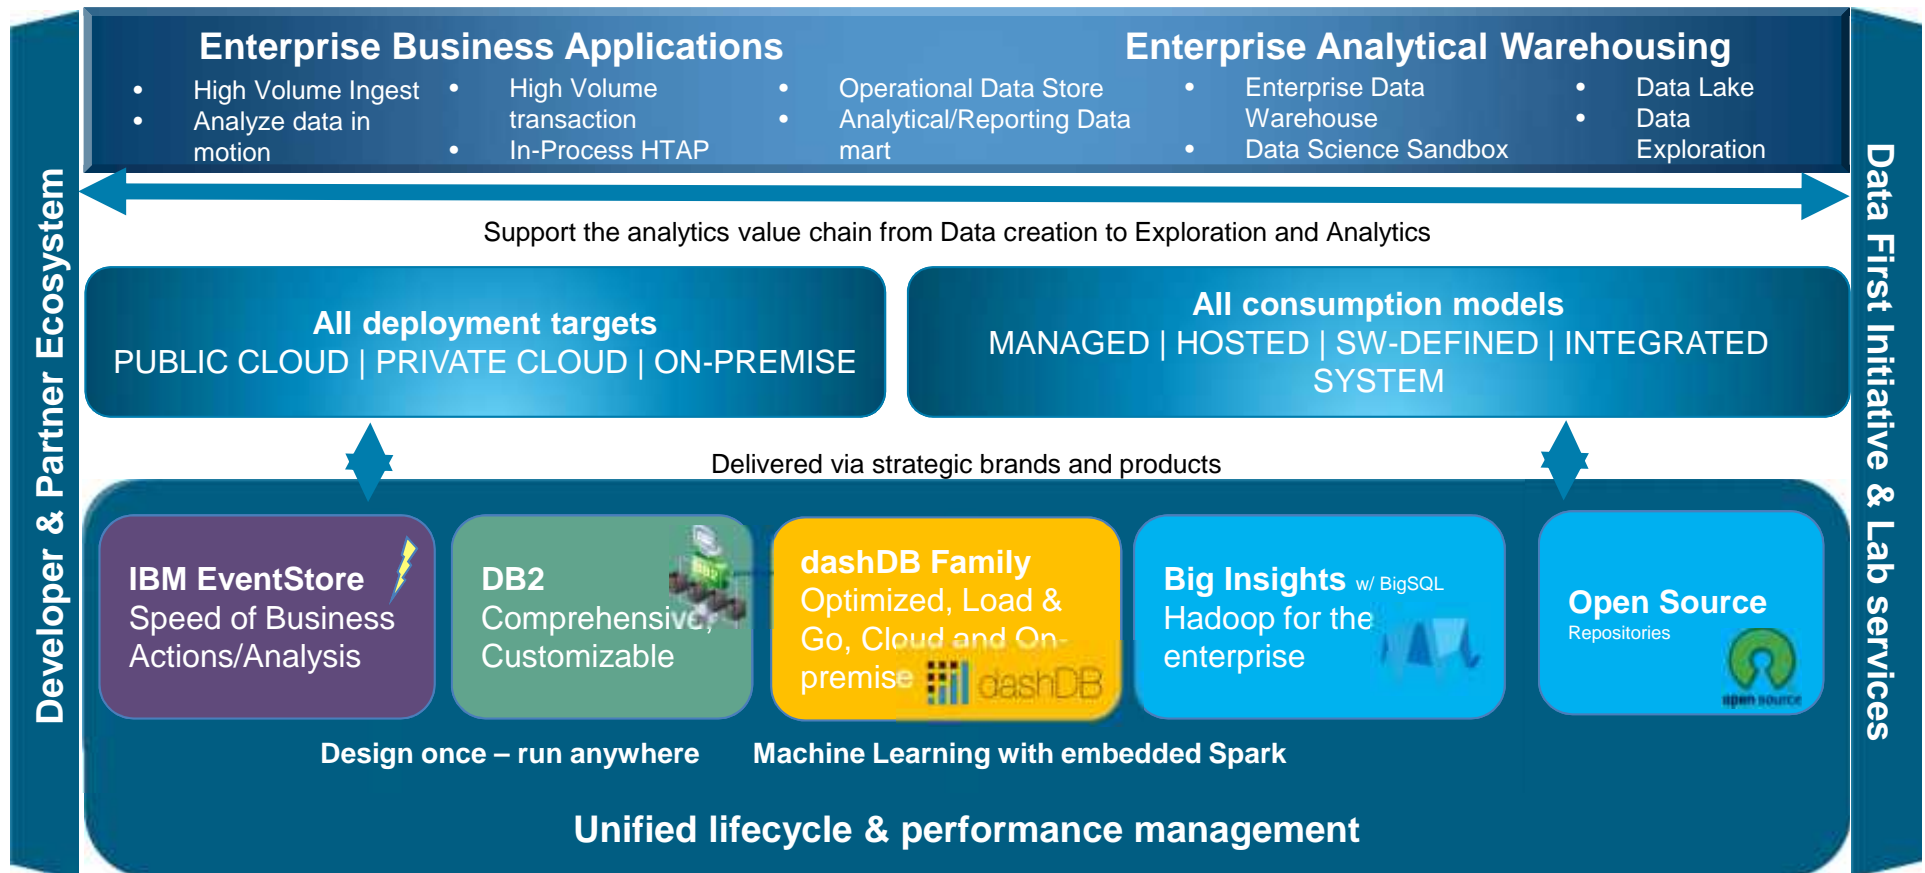 Enterprise Business Applications
Enterprise Analytical Warehousing
• High Volume Ingest
• Analyze data in
motion
• High Volume
transaction
• In-Process HTAP
• Operational Data Store
• Analytical/Reporting Data
mart
• Enterprise Data
Warehouse
• Data Science Sandbox
• Data Lake
• Data
Exploration
Developer & Partner Ecosystem
Data First Initiative & Lab services
Support the analytics value chain from Data creation to Exploration and Analytics
All deployment targets
PUBLIC CLOUD | PRIVATE CLOUD | ON-PREMISE
All consumption models
MANAGED | HOSTED | SW-DEFINED | INTEGRATED
SYSTEM
Delivered via strategic brands and products
IBM EventStore
Speed of Business
Actions/Analysis
DB2
Comprehensive,
Customizable
DB2
dashDB Family
Optimized, Load &
Go, Cloud and On-
premise
dashDB
Big Insights w/ BigSQL
Hadoop for the
enterprise
Open Source
Repositories
open source
Design once – run anywhere
Machine Learning with embedded Spark
Unified lifecycle & performance management